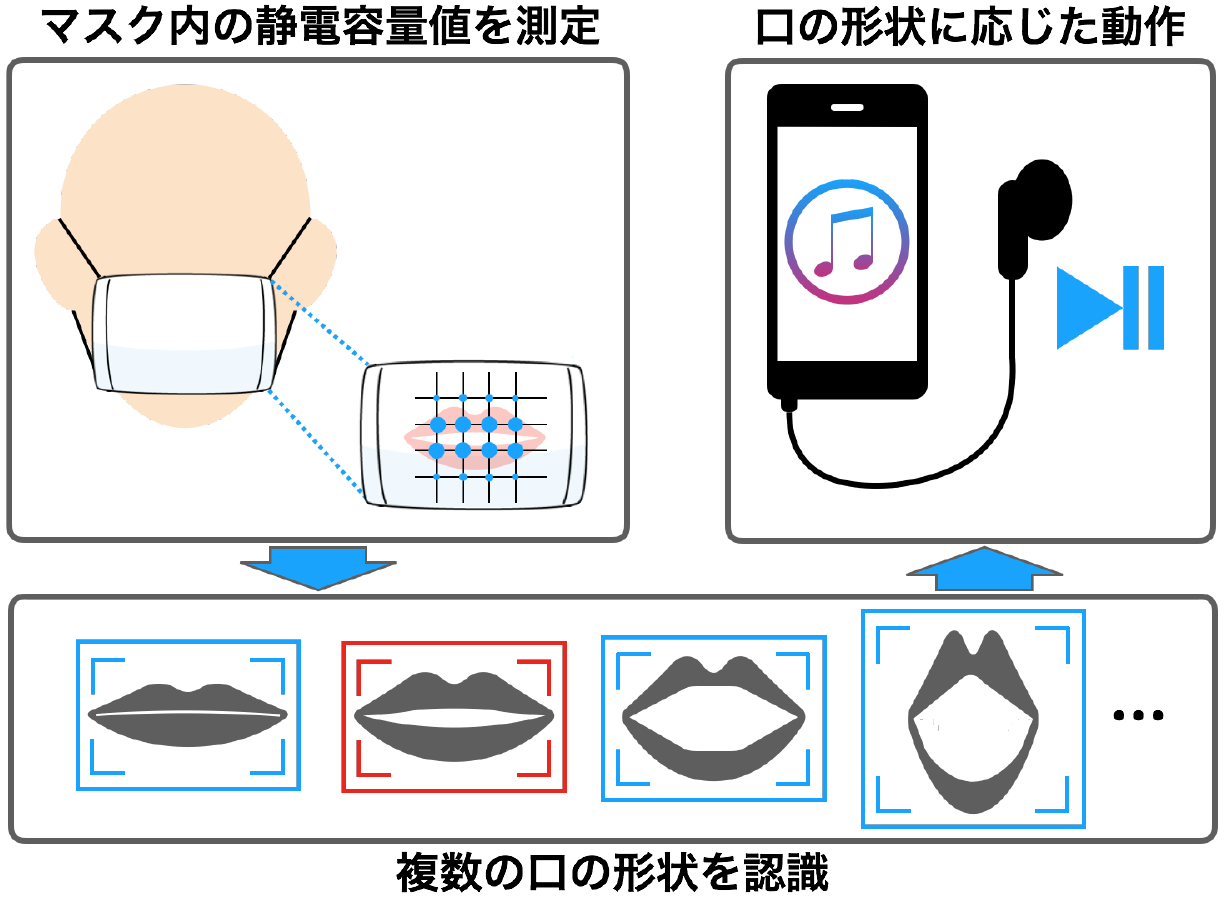 マスク内の静電容量値を測定
口の形状に応じた動作
複数の口の形状を認識